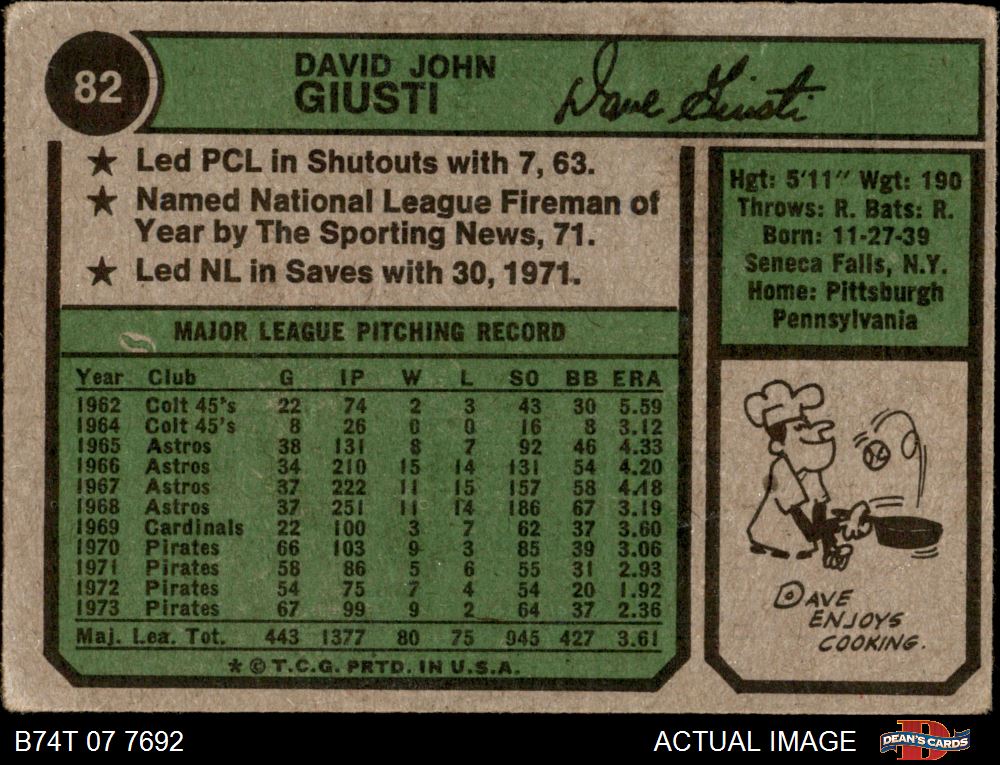 82
DAVID JOHN
GIUSTI
Dave Giusti
★ Led PCL in Shutouts with 7, 63.
★ Named National League Fireman of
Year by The Sporting News, 71.
★ Led NL in Saves with 30, 1971.
Hgt: 5'11" Wgt: 190
Throws: R. Bats: R.
Born: 11-27-39
Seneca Falls, N.Y.
Home: Pittsburgh
Pennsylvania
MAJOR LEAGUE PITCHING RECORD
Year Club G IP W L SO BB ERA
1962 Colt 45's 22 74 2 3 43 30 5.59
1964 Colt 45's 8 26 0 0 16 8 3.12
1965 Astros 38 131 8 7 92 46 4.33
1966 Astros 34 210 15 14 131 54 4.20
1967 Astros 37 222 11 15 157 58 4.18
1968 Astros 37 251 11 14 186 67 3.19
1969 Cardinals 22 100 3 7 62 37 3.60
1970 Pirates 66 103 9 3 85 39 3.06
1971 Pirates 58 86 5 6 55 31 2.93
1972 Pirates 54 75 7 4 54 20 1.92
1973 Pirates 67 99 9 2 64 37 2.36
Maj. Lea. Tot. 443 1377 80 75 945 427 3.61
* © T.C.G. PRTD. IN U.S.A.
DAVE
ENJOYS
COOKING.
B74T 07 7692
ACTUAL IMAGE
DEAN'S CARDS